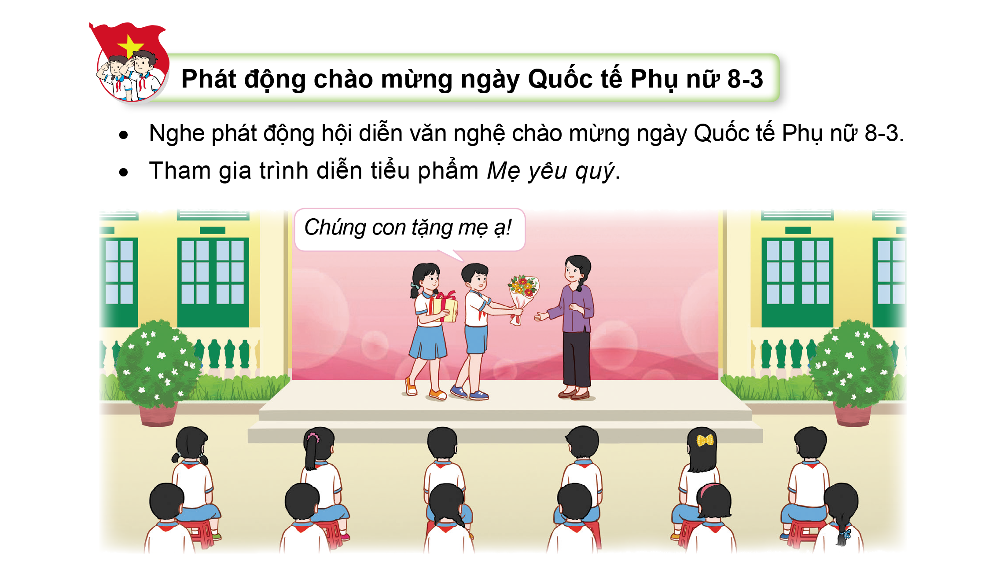 Phát động chào mừng ngày Quốc tế Phụ nữ 8-3
• Nghe phát động hội diễn văn nghệ chào mừng ngày Quốc tế Phụ nữ 8-3.
• Tham gia trình diễn tiểu phẩm Mẹ yêu quý.
Chúng con tặng mẹ ạ!